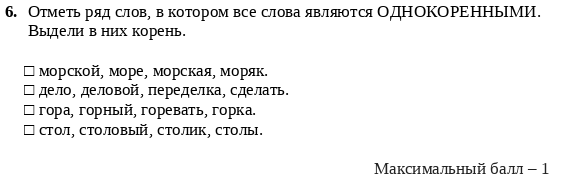 6. Отметь ряд слов, в котором все слова являются ОДНОКОРЕННЫМИ.
Выдели в них корень.
□ морской, море, морская, моряк.
□ дело, деловой, переделка, сделать.
□ гора, горный, горевать, горка.
□ стол, столовый, столик, столы.
Максимальный балл – 1